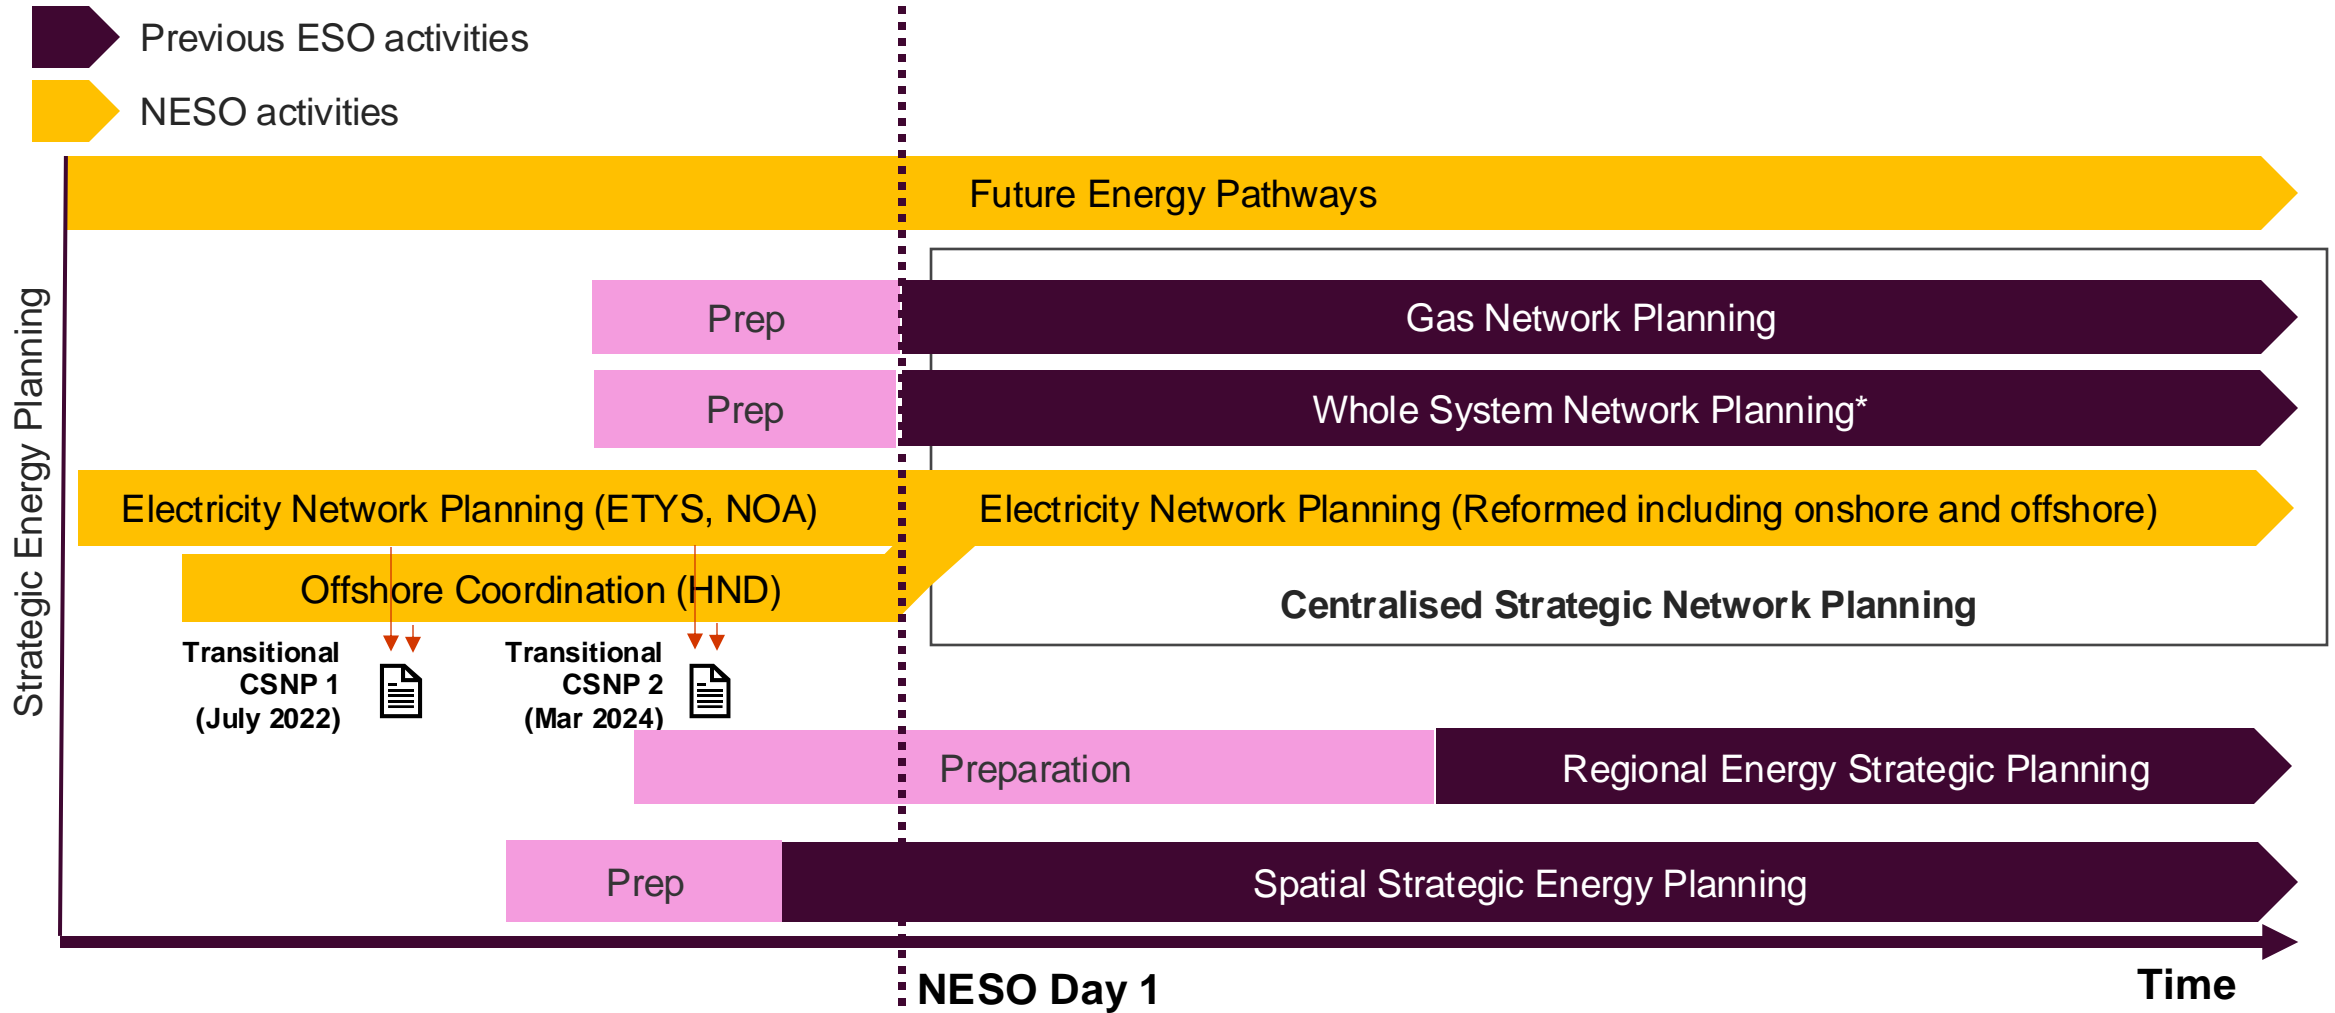 Previous ESO activities
NESO activities
Strategic Energy Planning
Future Energy Pathways
Prep
Gas Network Planning
Prep
Whole System Network Planning*
Electricity Network Planning (ETYS, NOA)
Electricity Network Planning (Reformed including onshore and offshore)
Offshore Coordination (HND)
Centralised Strategic Network Planning
Transitional
CSNP 1
(July 2022)
Transitional
CSNP 2
(Mar 2024)
Preparation
Regional Energy Strategic Planning
Prep
Spatial Strategic Energy Planning
NESO Day 1
Time